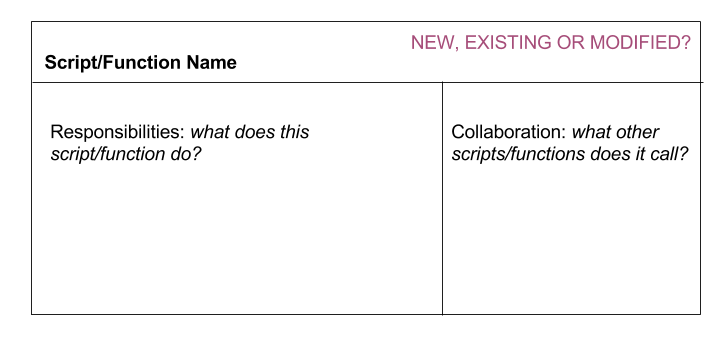 NEW, EXISTING OR MODIFIED?
Script/Function Name
Responsibilities: what does this
script/function do?
Collaboration: what other
scripts/functions does it call?